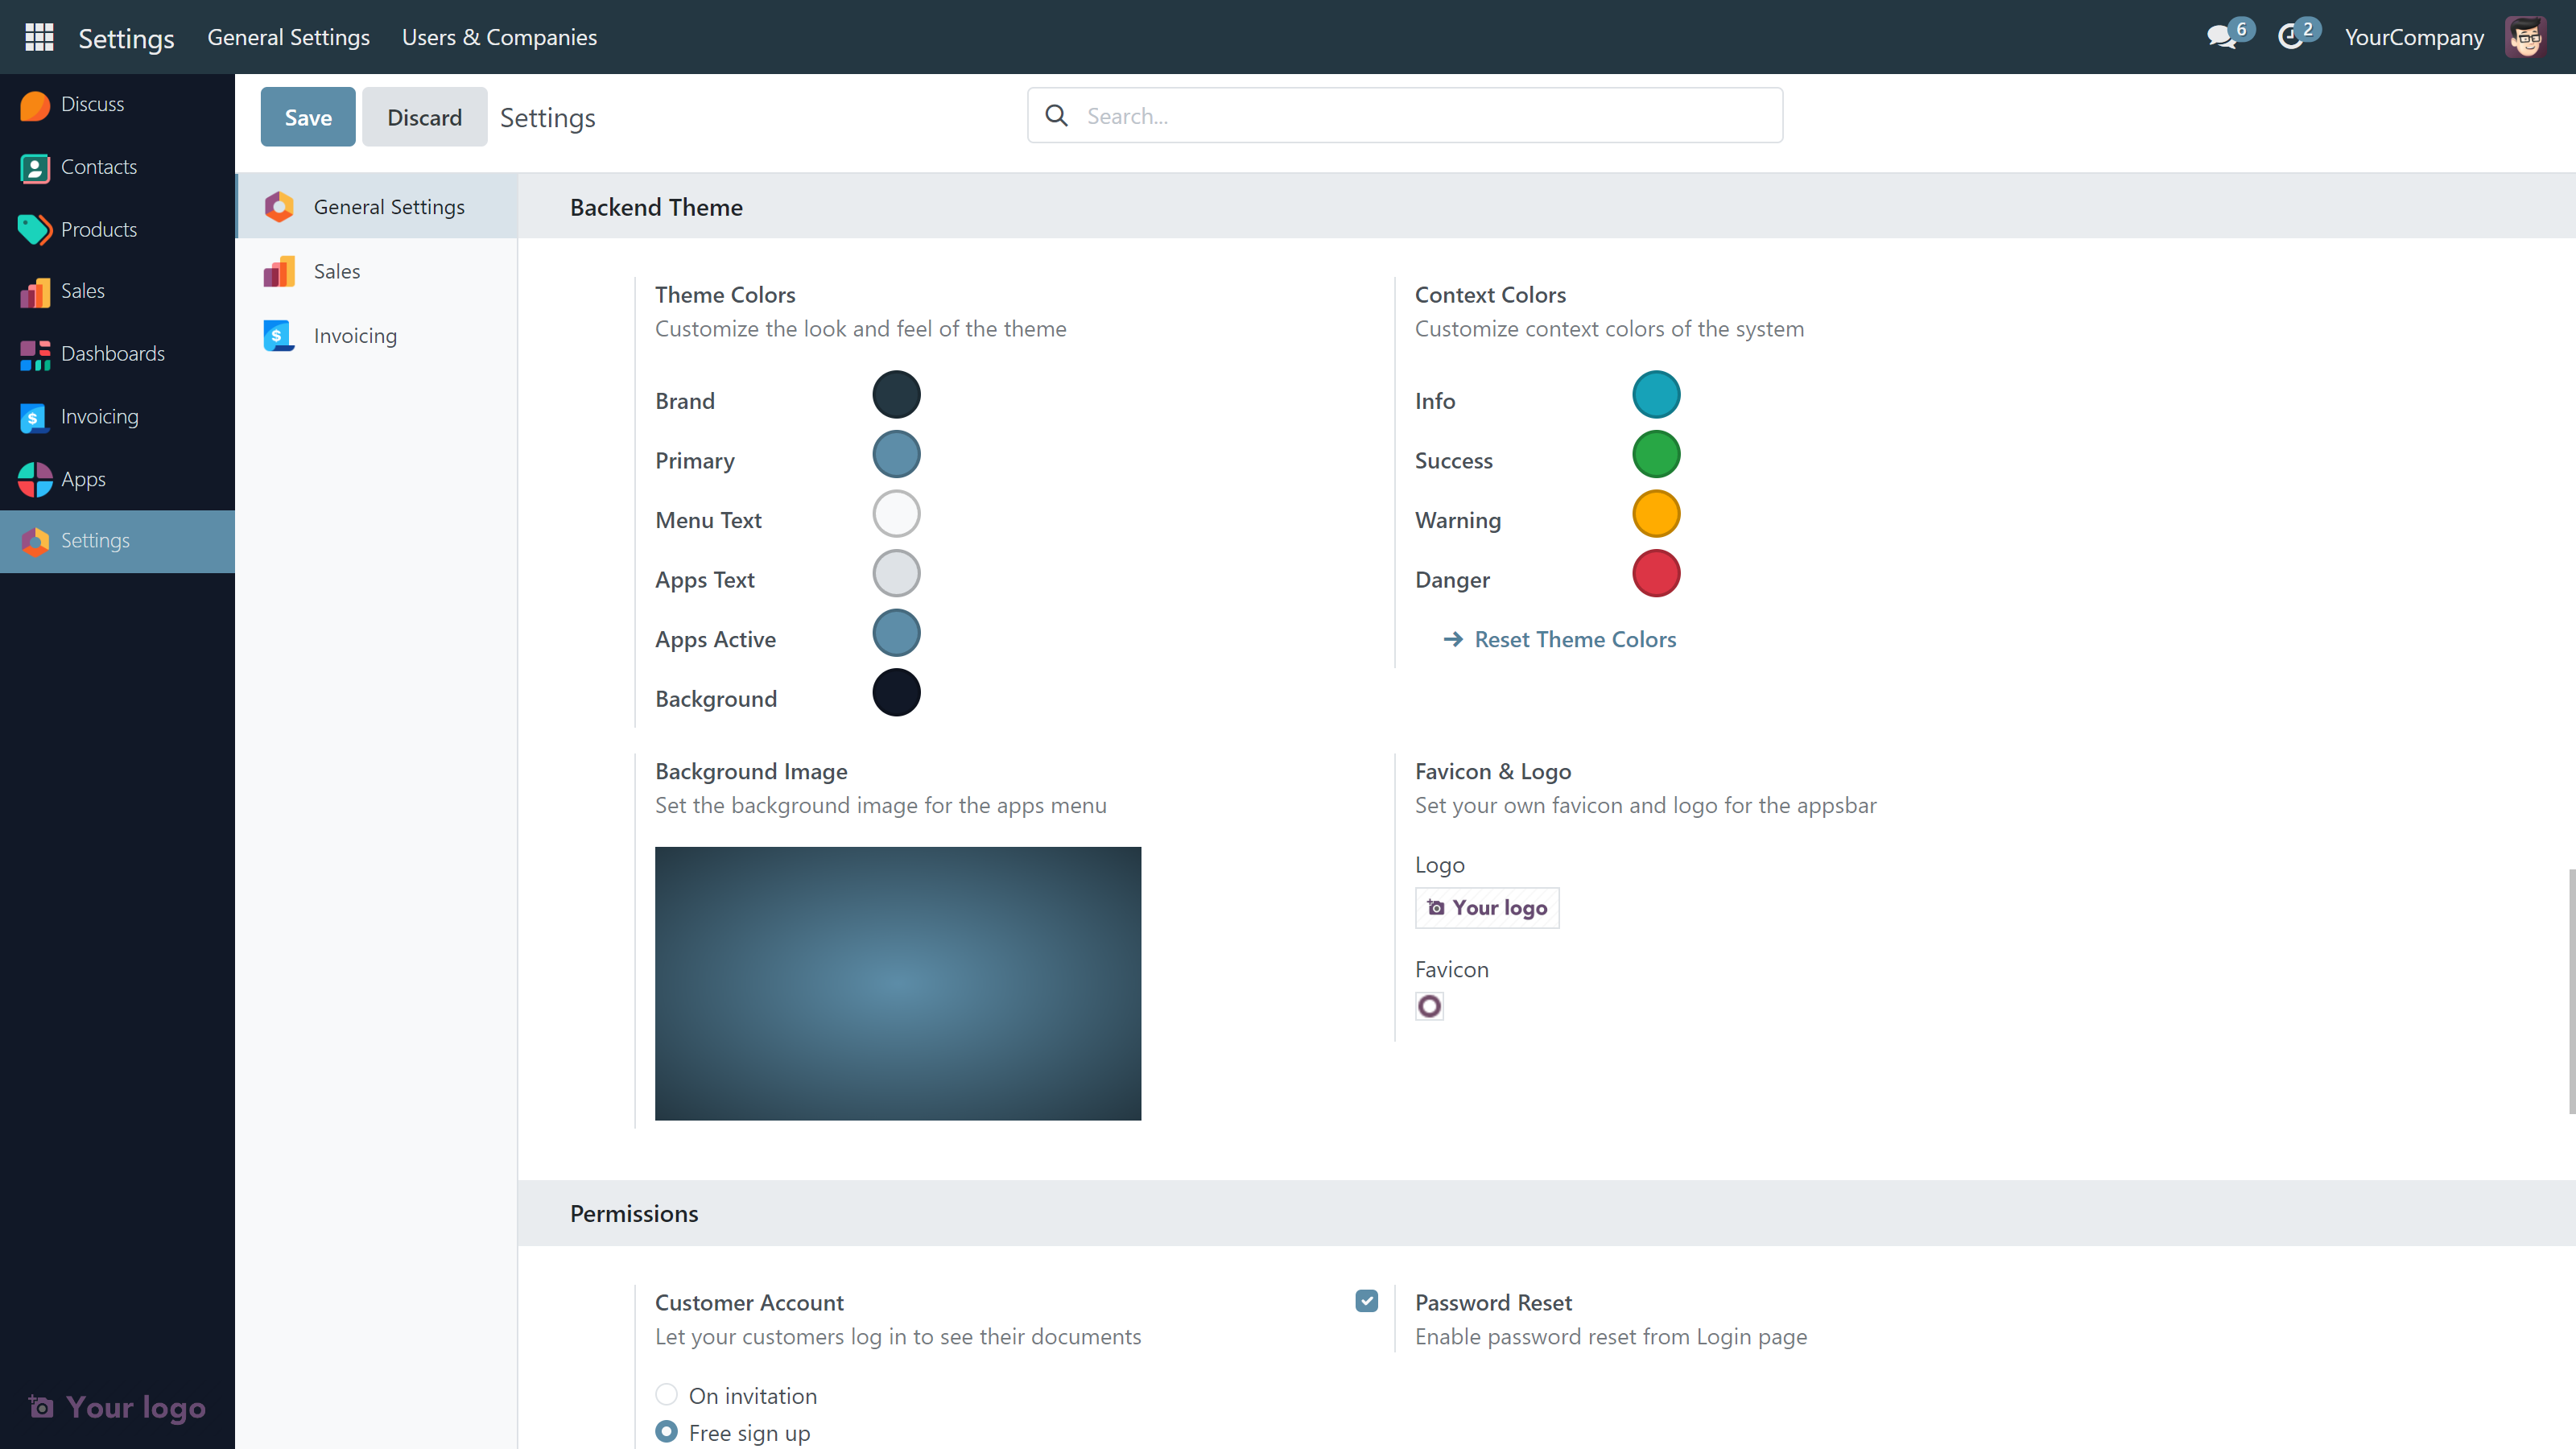 Settings General Settings Users & Companies 6 2 YourCompany
Discuss
Contacts
Products
Sales
Dashboards
Invoicing
Apps
Settings
Your logo
Save Discard Settings
Search...
General Settings
Sales
Invoicing
Backend Theme
Theme Colors
Customize the look and feel of the theme
Brand
Primary
Menu Text
Apps Text
Apps Active
Background
Context Colors
Customize context colors of the system
Info
Success
Warning
Danger
Reset Theme Colors
Background Image
Set the background image for the apps menu
Favicon & Logo
Set your own favicon and logo for the appsbar
Logo
Your logo
Favicon
Permissions
Customer Account
Let your customers log in to see their documents
On invitation
Free sign up
Password Reset
Enable password reset from Login page